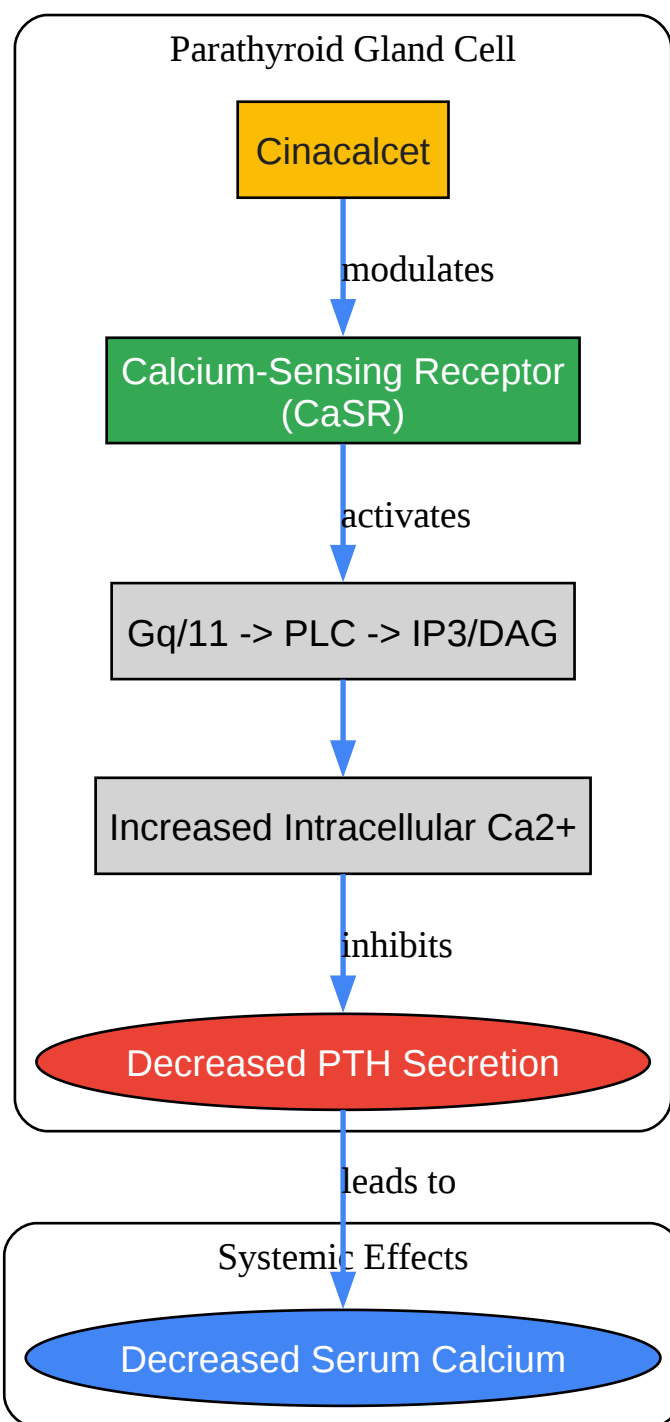 Parathyroid Gland Cell
Cinacalcet
modulates
Calcium-Sensing Receptor
(CaSR)
activates
Gq/11 -> PLC -> IP3/DAG
Increased Intracellular Ca2+
inhibits
Decreased PTH Secretion
leads to
Systemic Effects
Decreased Serum Calcium